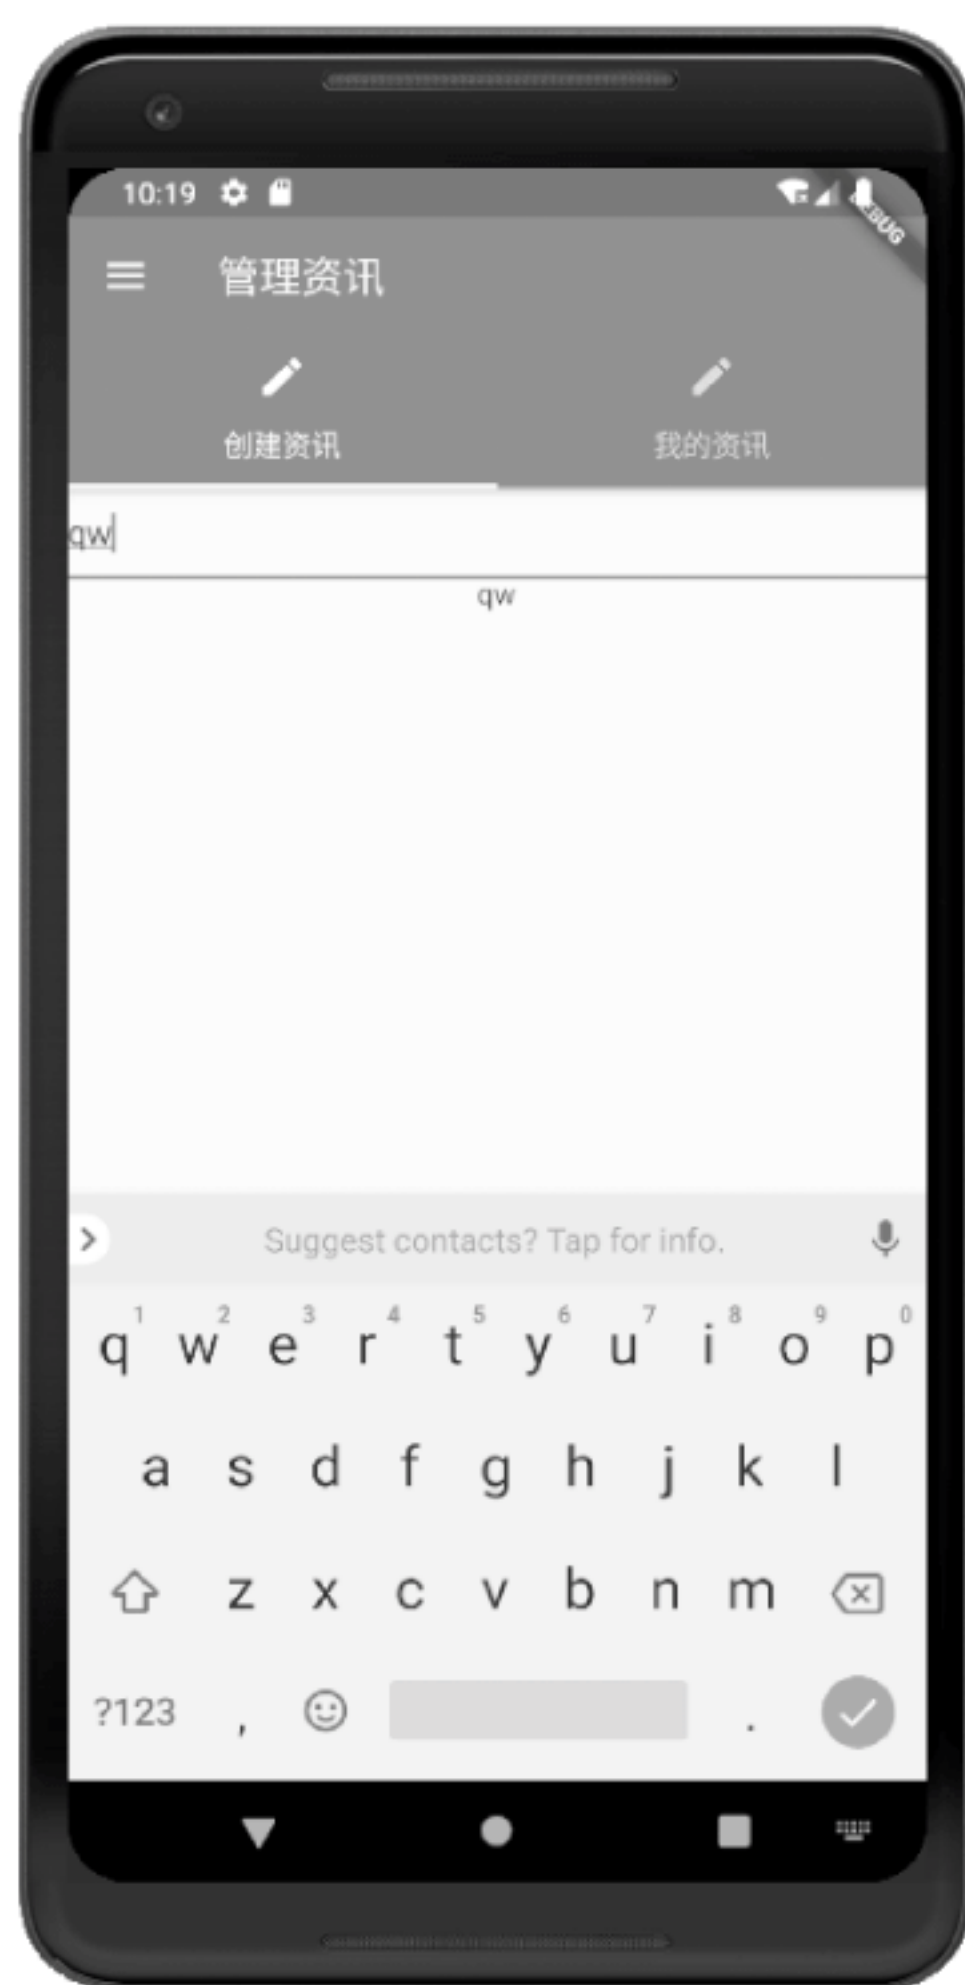 10:19
DEBUG
管理资讯
创建资讯 我的资讯
qw
qw
Suggest contacts? Tap for info.
1 2 3 4 5 6 7 8 9 0
q w e r t y u i o p
a s d f g h j k l
z x c v b n m
?123 , .